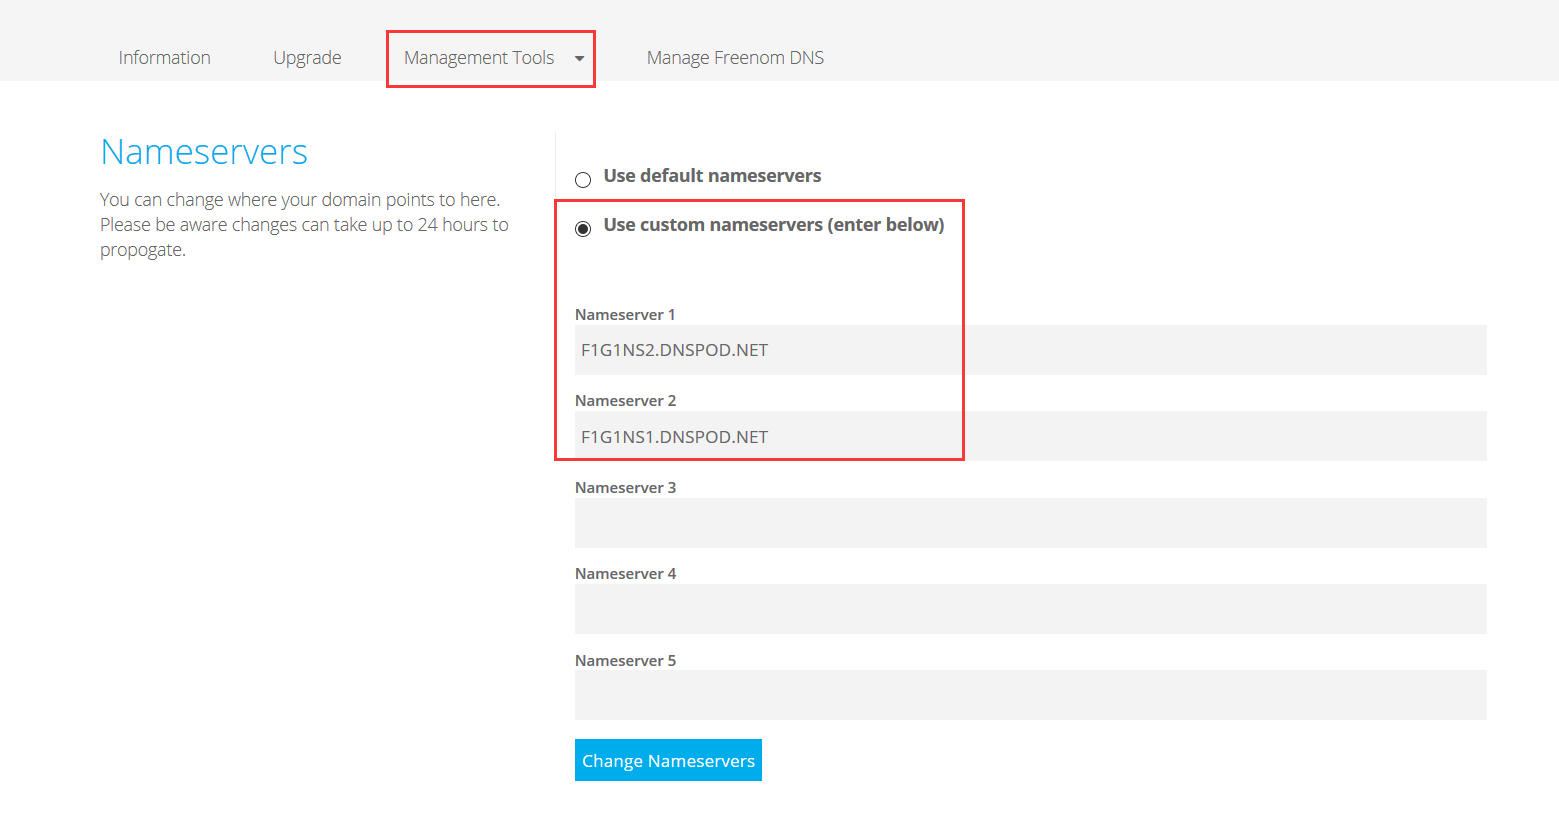 Information Upgrade Management Tools Manage Freenom DNS
Nameservers
You can change where your domain points to here.
Please be aware changes can take up to 24 hours to
propogate.
Use default nameservers
Use custom nameservers (enter below)
Nameserver 1
F1G1NS2.DNSPOD.NET
Nameserver 2
F1G1NS1.DNSPOD.NET
Nameserver 3
Nameserver 4
Nameserver 5
Change Nameservers